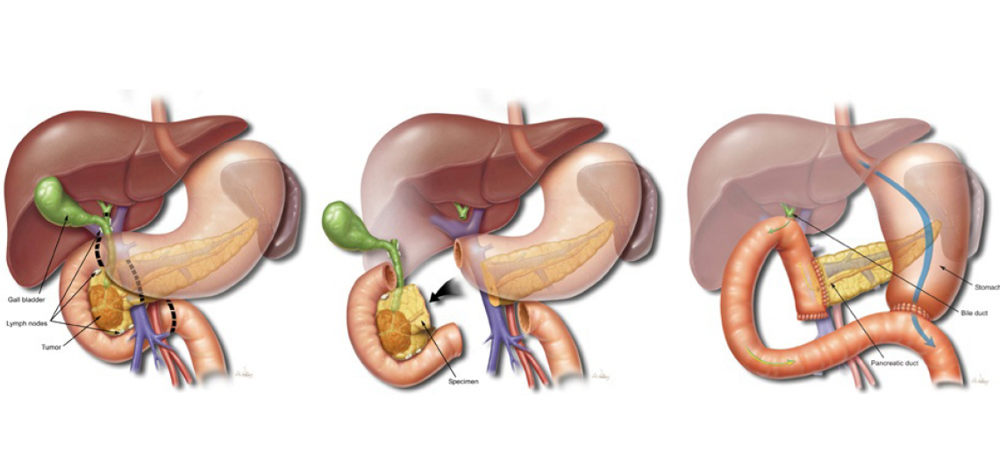 Gall bladder
Lymph nodes
Tumor
Specimen
Stomach
Bile duct
Pancreatic duct